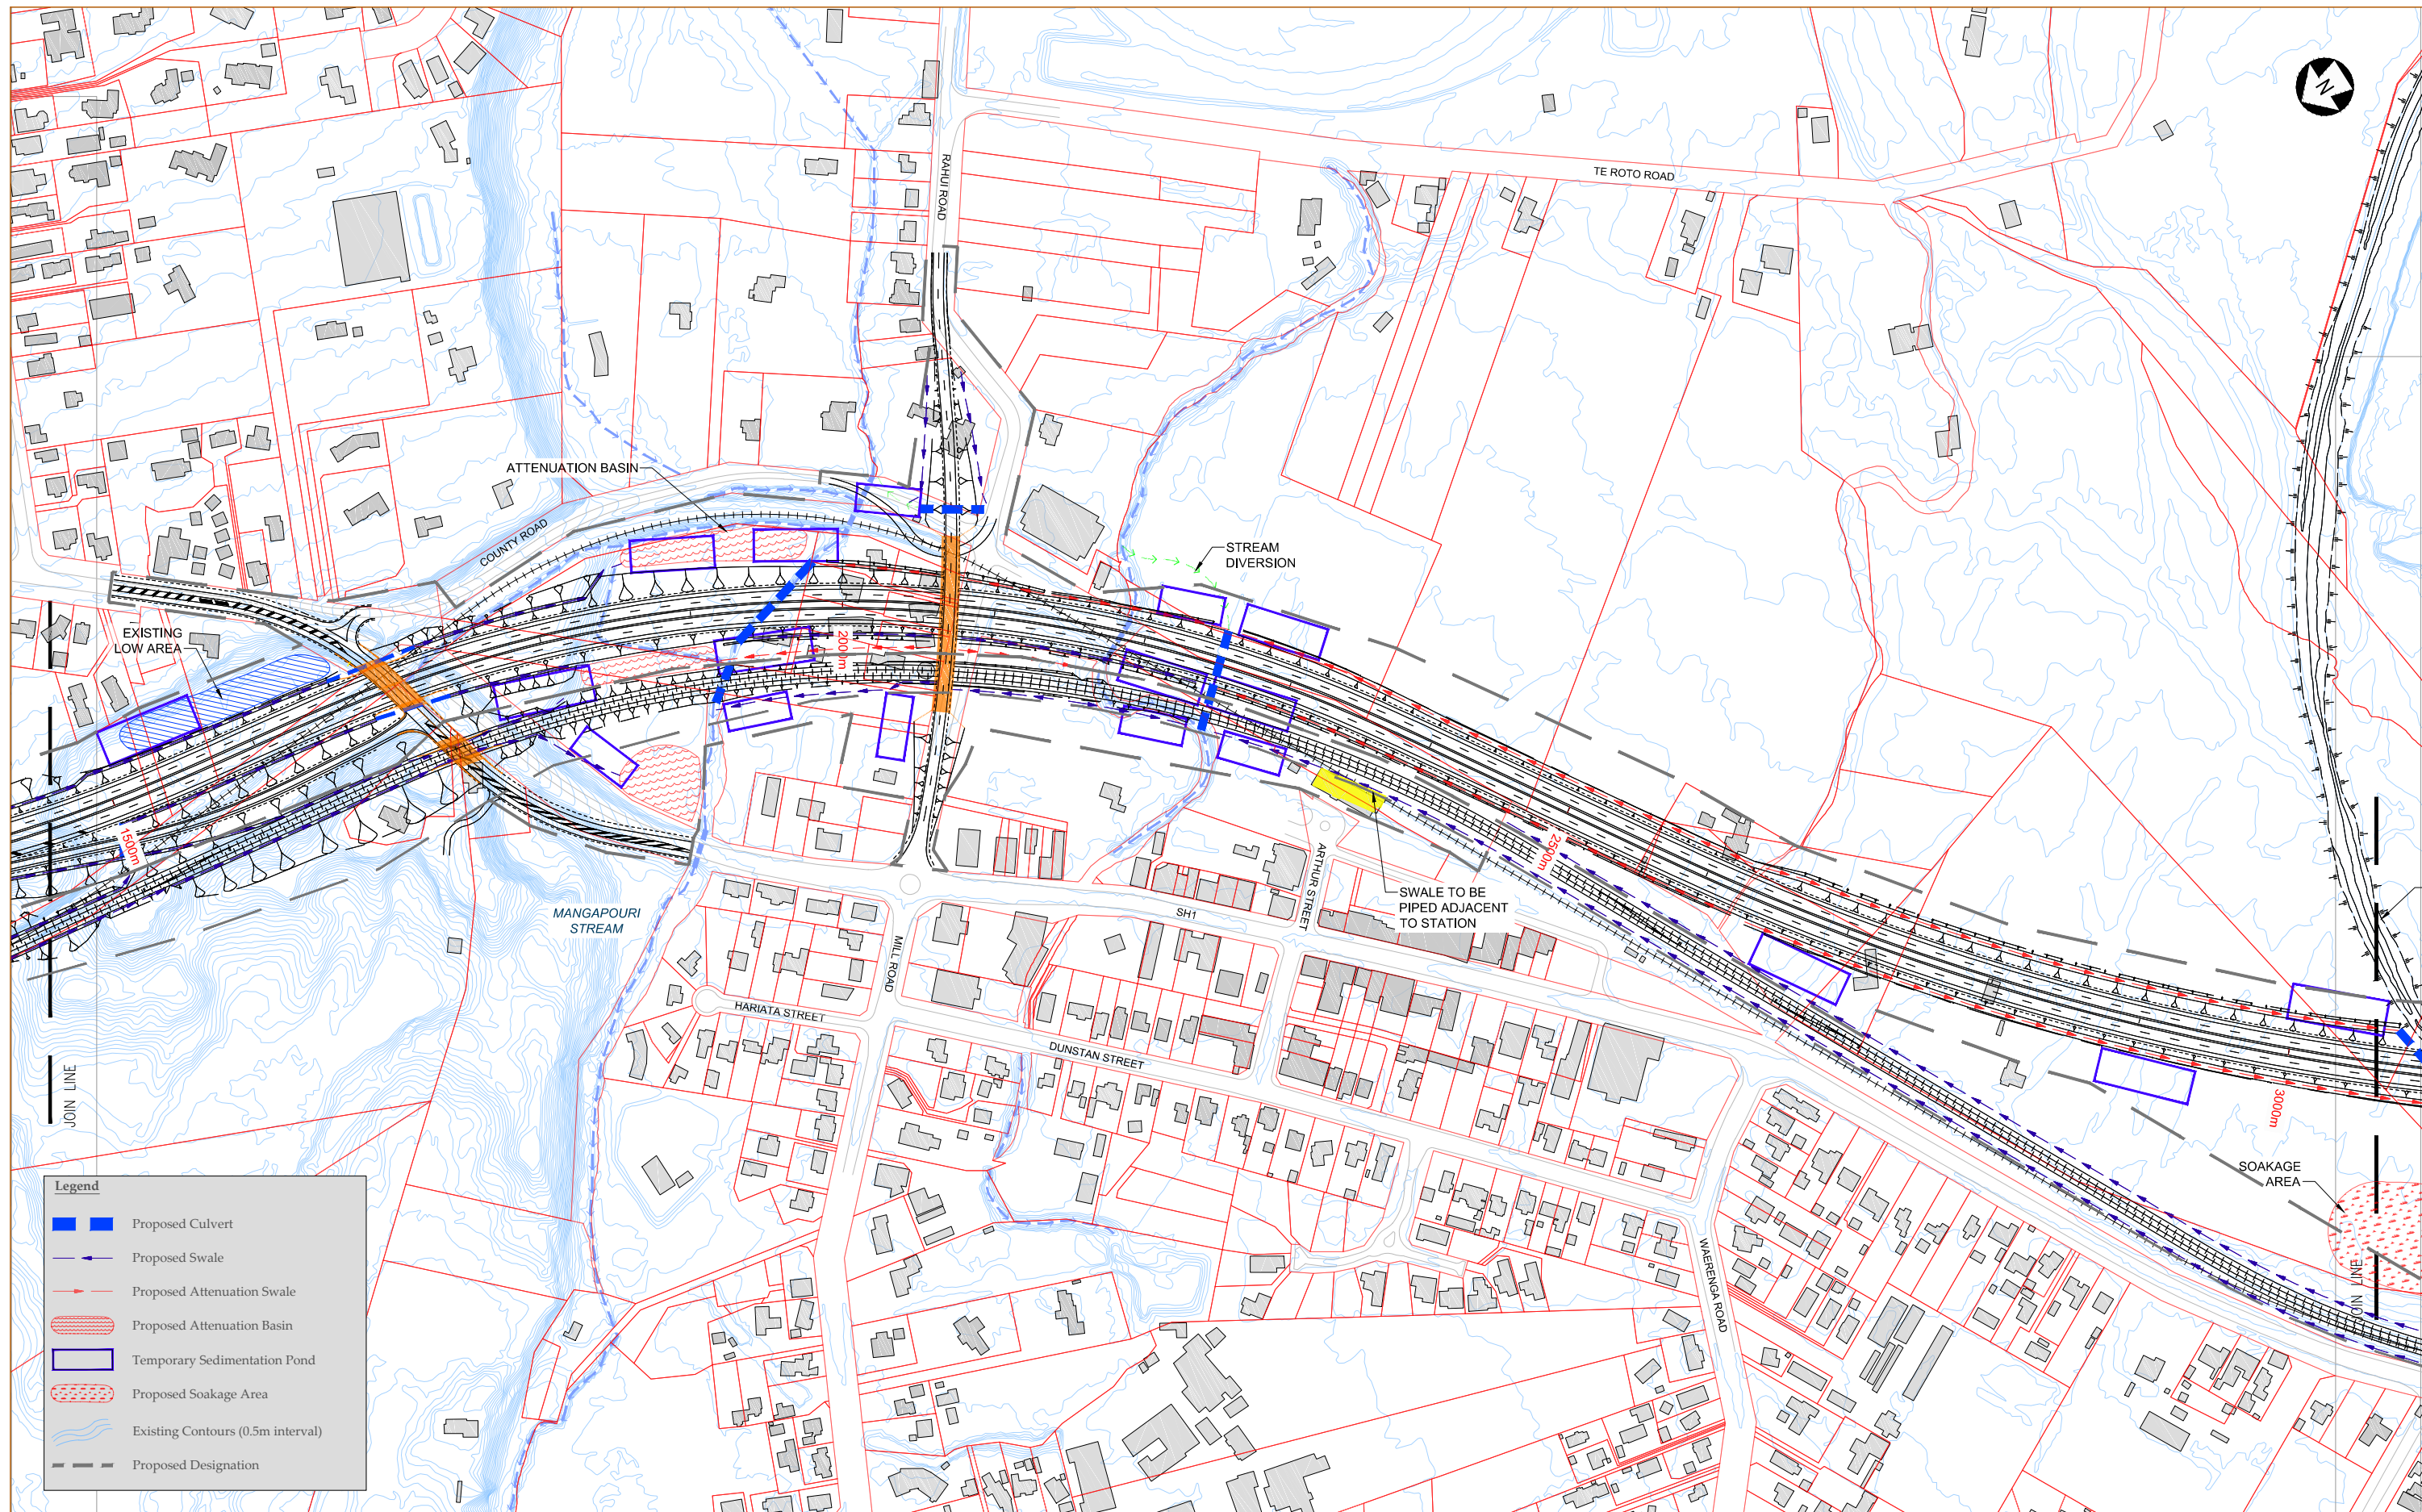 N
RAHUI ROAD
TE ROTO ROAD
ATTENUATION BASIN
COUNTY ROAD
STREAM
DIVERSION
EXISTING
LOW AREA
2000m
1500m
2500m
SWALE TO BE
PIPED ADJACENT
TO STATION
ARTHUR STREET
SH1
MANGAPOURI
STREAM
MILL ROAD
HARIATA STREET
DUNSTAN STREET
JOIN LINE
3000m
SOAKAGE
AREA
WAERENGA ROAD
JOIN LINE
Legend
Proposed Culvert
Proposed Swale
Proposed Attenuation Swale
Proposed Attenuation Basin
Temporary Sedimentation Pond
Proposed Soakage Area
Existing Contours (0.5m interval)
Proposed Designation